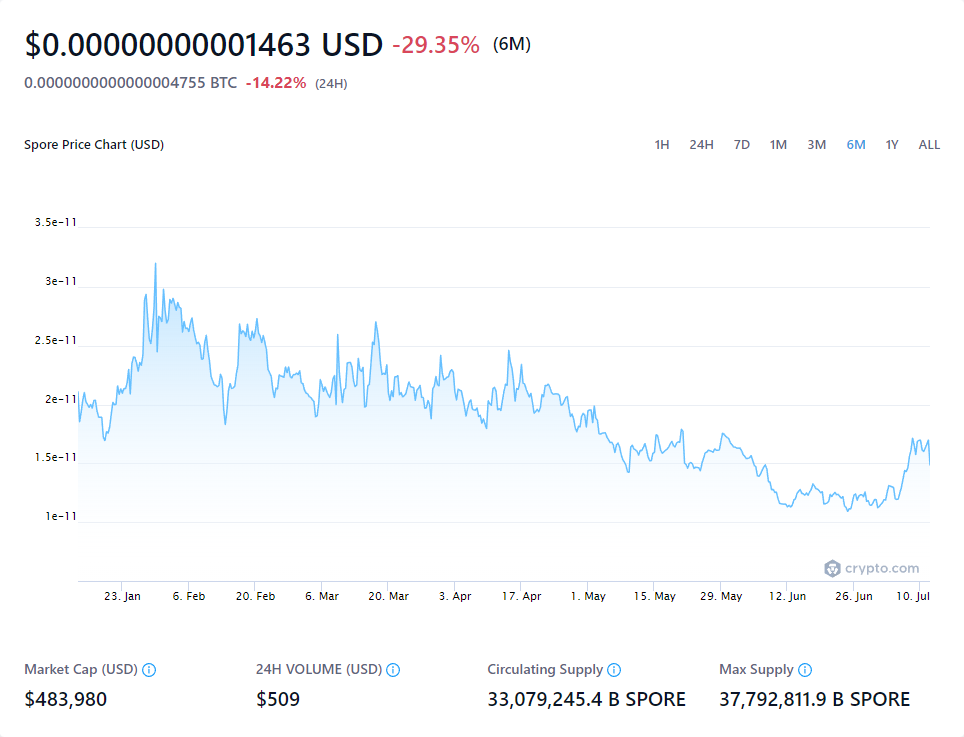 $0.00000000001463 USD -29.35% (6M)
0.0000000000000004755 BTC -14.22% (24H)
Spore Price Chart (USD) 1H 24H 7D 1M 3M 6M 1Y ALL
3.5e-11
3e-11
2.5e-11
2e-11
1.5e-11
1e-11
crypto.com
23. Jan 6. Feb 20. Feb 6. Mar 20. Mar 3. Apr 17. Apr 1. May 15. May 29. May 12. Jun 26. Jun 10. Jul
Market Cap (USD) 24H VOLUME (USD) Circulating Supply Max Supply
$483,980 $509 33,079,245.4 B SPORE 37,792,811.9 B SPORE